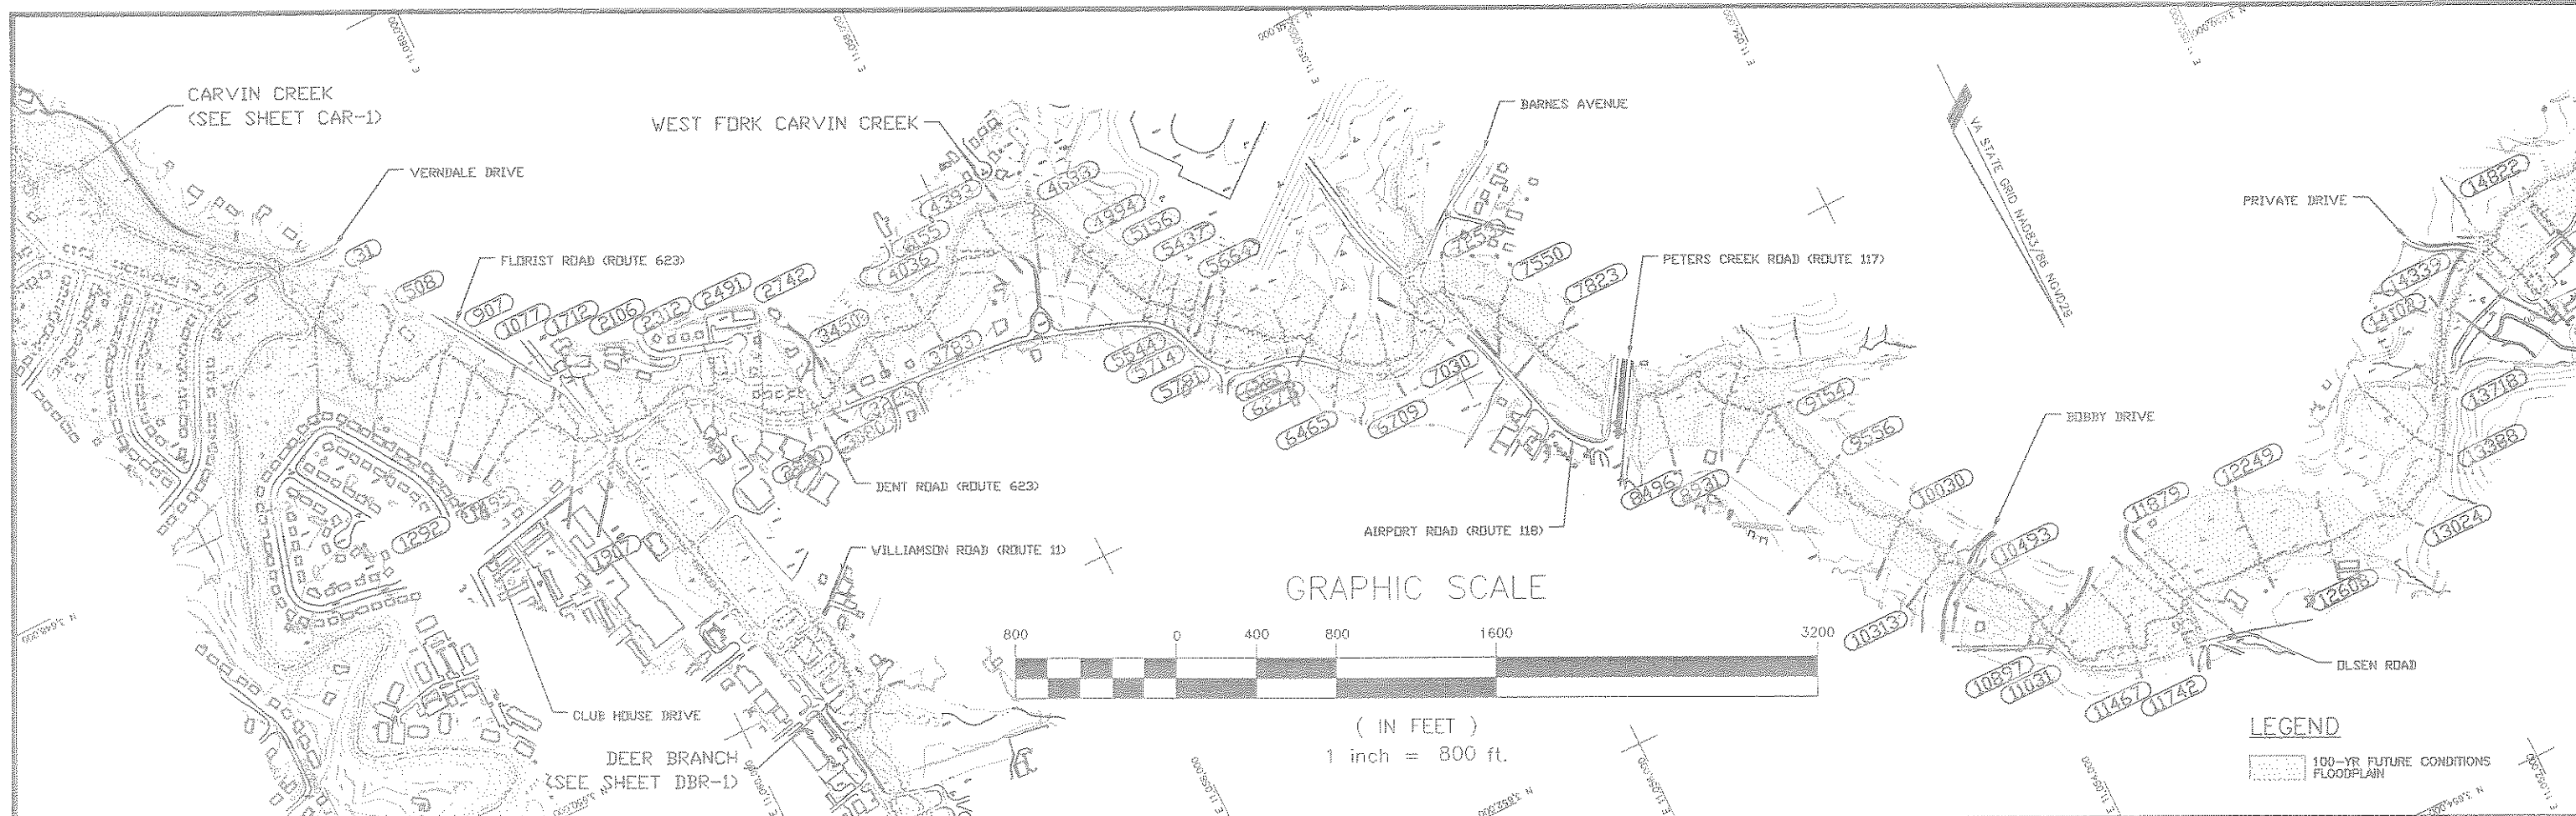 CARVIN CREEK
(SEE SHEET CAR-1)
VERNDALE DRIVE
31
508
FLORIST ROAD (ROUTE 623)
907
1077
1712
2106
2312
2491
2742
WEST FORK CARVIN CREEK
4393
4633
4155
4036
4994
5156
5437
5664
3450
3783
5544
5714
5781
6465
6709
7030
BARNES AVENUE
7550
7823
PETERS CREEK ROAD (ROUTE 117)
8496
8931
9154
9556
10030
10313
BOBBY DRIVE
10493
10897
11031
11467
11742
11879
12249
12608
13024
13388
13718
14102
14339
14822
PRIVATE DRIVE
OLSEN ROAD
VA STATE GRID NAD83/86 NGVD29
1292
1907
DENT ROAD (ROUTE 623)
WILLIAMSON ROAD (ROUTE 11)
AIRPORT ROAD (ROUTE 118)
CLUB HOUSE DRIVE
DEER BRANCH
(SEE SHEET DBR-1)
GRAPHIC SCALE
800 0 400 800 1600 3200
( IN FEET )
1 inch = 800 ft.
LEGEND
100-YR FUTURE CONDITIONS
FLOODPLAIN